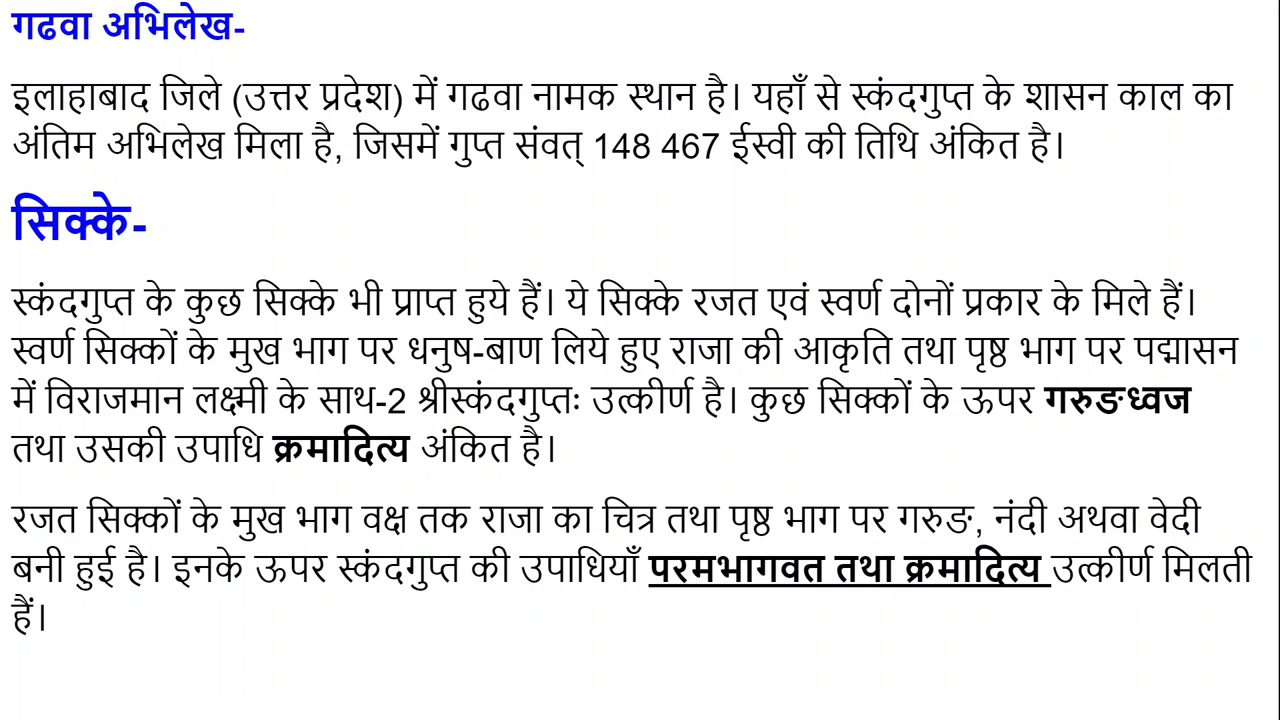 गढवा अभिलेख-
इलाहाबाद जिले (उत्तर प्रदेश) में गढवा नामक स्थान है। यहाँ से स्कंदगुप्त के शासन काल का
अंतिम अभिलेख मिला है, जिसमें गुप्त संवत् 148 467 ईस्वी की तिथि अंकित है।
सिक्के-
स्कंदगुप्त के कुछ सिक्के भी प्राप्त हुये हैं। ये सिक्के रजत एवं स्वर्ण दोनों प्रकार के मिले हैं।
स्वर्ण सिक्कों के मुख भाग पर धनुष-बाण लिये हुए राजा की आकृति तथा पृष्ठ भाग पर पद्मासन
में विराजमान लक्ष्मी के साथ-2 श्रीस्कंदगुप्तः उत्कीर्ण है। कुछ सिक्कों के ऊपर गरुङध्वज
तथा उसकी उपाधि क्रमादित्य अंकित है।
रजत सिक्कों के मुख भाग वक्ष तक राजा का चित्र तथा पृष्ठ भाग पर गरुङ, नंदी अथवा वेदी
बनी हुई है। इनके ऊपर स्कंदगुप्त की उपाधियाँ परमभागवत तथा क्रमादित्य उत्कीर्ण मिलती
हैं।